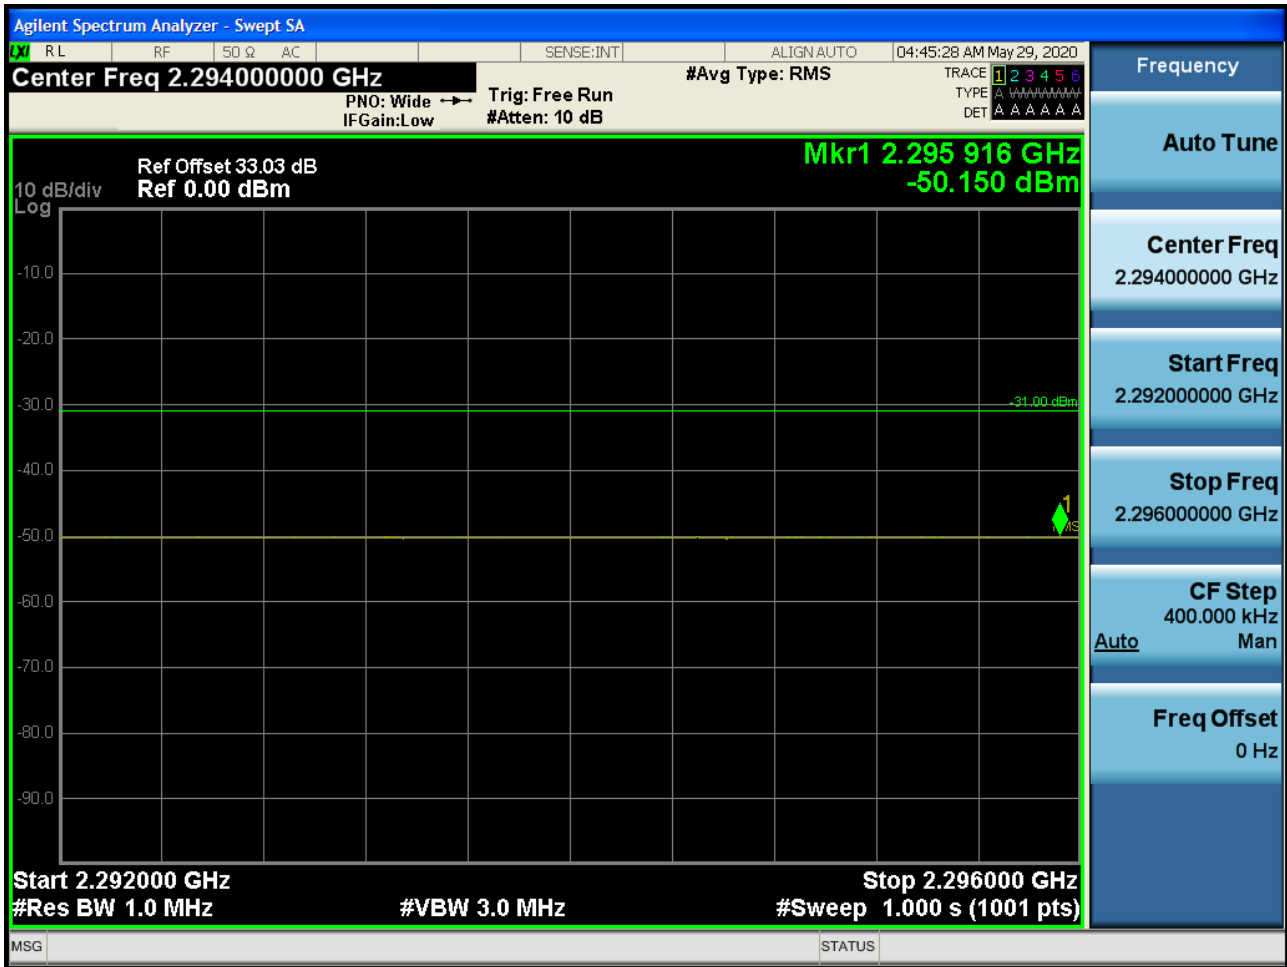 Agilent Spectrum Analyzer - Swept SA
LXI RL RF 50 Ω AC SENSE:INT ALIGN AUTO 04:45:28 AM May 29, 2020
Center Freq 2.294000000 GHz
#Avg Type: RMS
TRACE 1 2 3 4 5 6
PNO: Wide
Trig: Free Run
TYPE A WWWWW
IFGain:Low
#Atten: 10 dB
DET A A A A A A
Mkr1 2.295 916 GHz
-50.150 dBm
Ref Offset 33.03 dB
10 dB/div Ref 0.00 dBm
Log
-10.0
-20.0
-30.0
-31.00 dBm
-40.0
1
-50.0
RMS
-60.0
-70.0
-80.0
-90.0
Start 2.292000 GHz
Stop 2.296000 GHz
#Res BW 1.0 MHz
#VBW 3.0 MHz
#Sweep 1.000 s (1001 pts)
MSG
STATUS
Frequency
Auto Tune
Center Freq
2.294000000 GHz
Start Freq
2.292000000 GHz
Stop Freq
2.296000000 GHz
CF Step
400.000 kHz
Auto Man
Freq Offset
0 Hz